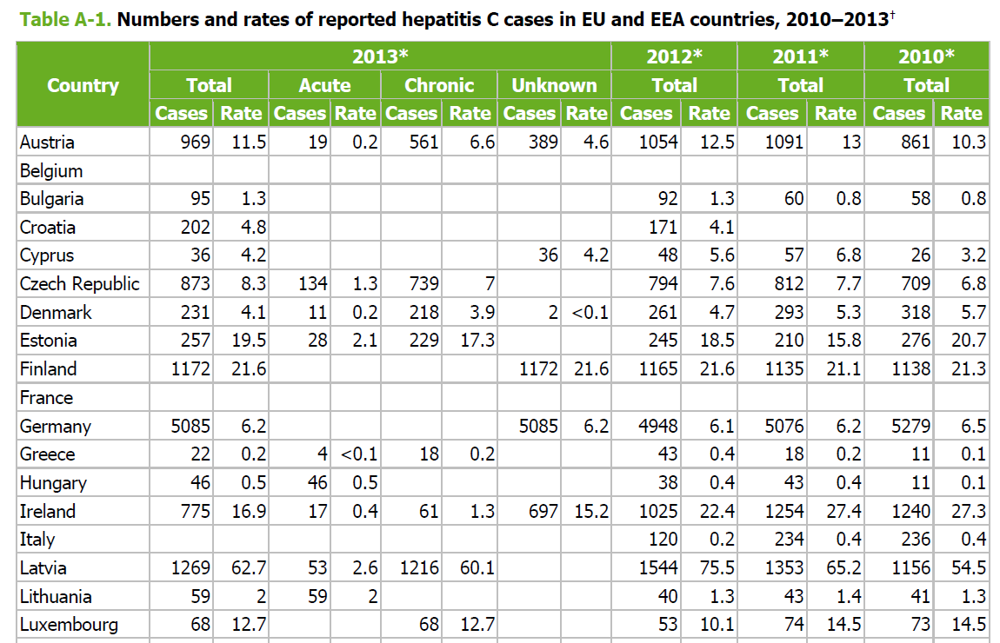 Table A-1. Numbers and rates of reported hepatitis C cases in EU and EEA countries, 2010–2013†
Country 2013* 2012* 2011* 2010*
Total Acute Chronic Unknown Total Total Total
Cases Rate Cases Rate Cases Rate Cases Rate Cases Rate Cases Rate Cases Rate
Austria 969 11.5 19 0.2 561 6.6 389 4.6 1054 12.5 1091 13 861 10.3
Belgium
Bulgaria 95 1.3 92 1.3 60 0.8 58 0.8
Croatia 202 4.8 171 4.1
Cyprus 36 4.2 36 4.2 48 5.6 57 6.8 26 3.2
Czech Republic 873 8.3 134 1.3 739 7 794 7.6 812 7.7 709 6.8
Denmark 231 4.1 11 0.2 218 3.9 2 <0.1 261 4.7 293 5.3 318 5.7
Estonia 257 19.5 28 2.1 229 17.3 245 18.5 210 15.8 276 20.7
Finland 1172 21.6 1172 21.6 1165 21.6 1135 21.1 1138 21.3
France
Germany 5085 6.2 5085 6.2 4948 6.1 5076 6.2 5279 6.5
Greece 22 0.2 4 <0.1 18 0.2 43 0.4 18 0.2 11 0.1
Hungary 46 0.5 46 0.5 38 0.4 43 0.4 11 0.1
Ireland 775 16.9 17 0.4 61 1.3 697 15.2 1025 22.4 1254 27.4 1240 27.3
Italy 120 0.2 234 0.4 236 0.4
Latvia 1269 62.7 53 2.6 1216 60.1 1544 75.5 1353 65.2 1156 54.5
Lithuania 59 2 59 2 40 1.3 43 1.4 41 1.3
Luxembourg 68 12.7 68 12.7 53 10.1 74 14.5 73 14.5